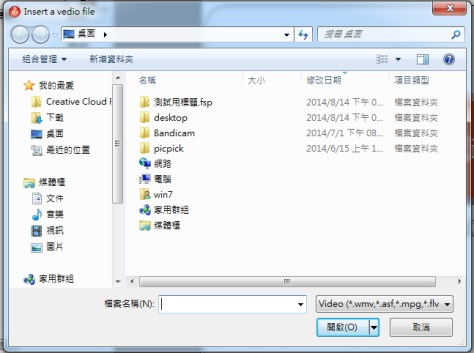 Insert a vedio file
桌面
搜尋 桌面
組合管理 新增資料夾
名稱 大小 修改日期 項目類型
我的最愛
Creative Cloud F
下載
桌面
最近的位置
媒體櫃
文件
音樂
視訊
圖片
家用群組
測試用標題.fsp 2014/8/14 下午 0... 檔案資料夾
desktop 2014/8/14 下午 0... 檔案資料夾
Bandicam 2014/7/1 下午 08... 檔案資料夾
picpick 2014/6/15 上午 1... 檔案資料夾
網路
電腦
win7
家用群組
媒體櫃
檔案名稱(N): Video (*.wmv,*.asf,*.mpg,*.flv
開啟(O) 取消